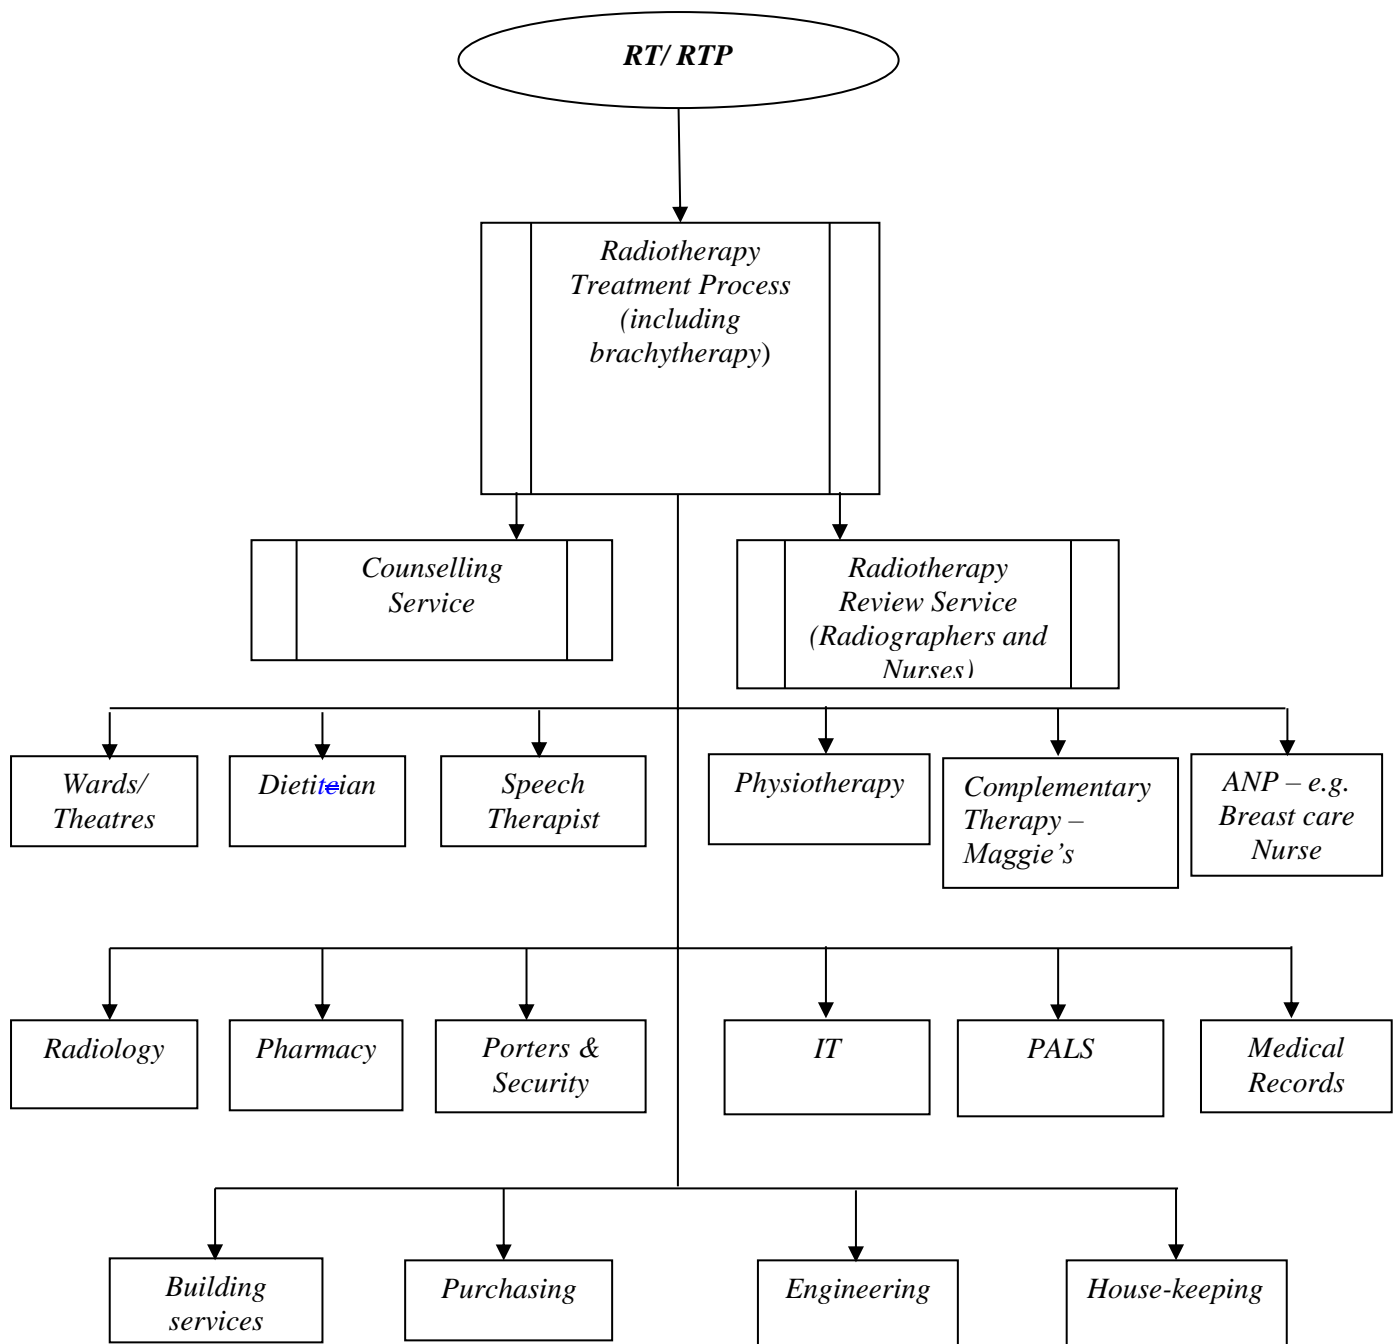 RT/ RTP
Radiotherapy
Treatment Process
(including
brachytherapy)
Counselling
Service
Radiotherapy
Review Service
(Radiographers and
Nurses)
Wards/
Theatres
Dietiteian
Speech
Therapist
Physiotherapy
Complementary
Therapy –
Maggie’s
ANP – e.g.
Breast care
Nurse
Radiology
Pharmacy
Porters &
Security
IT
PALS
Medical
Records
Building
services
Purchasing
Engineering
House-keeping